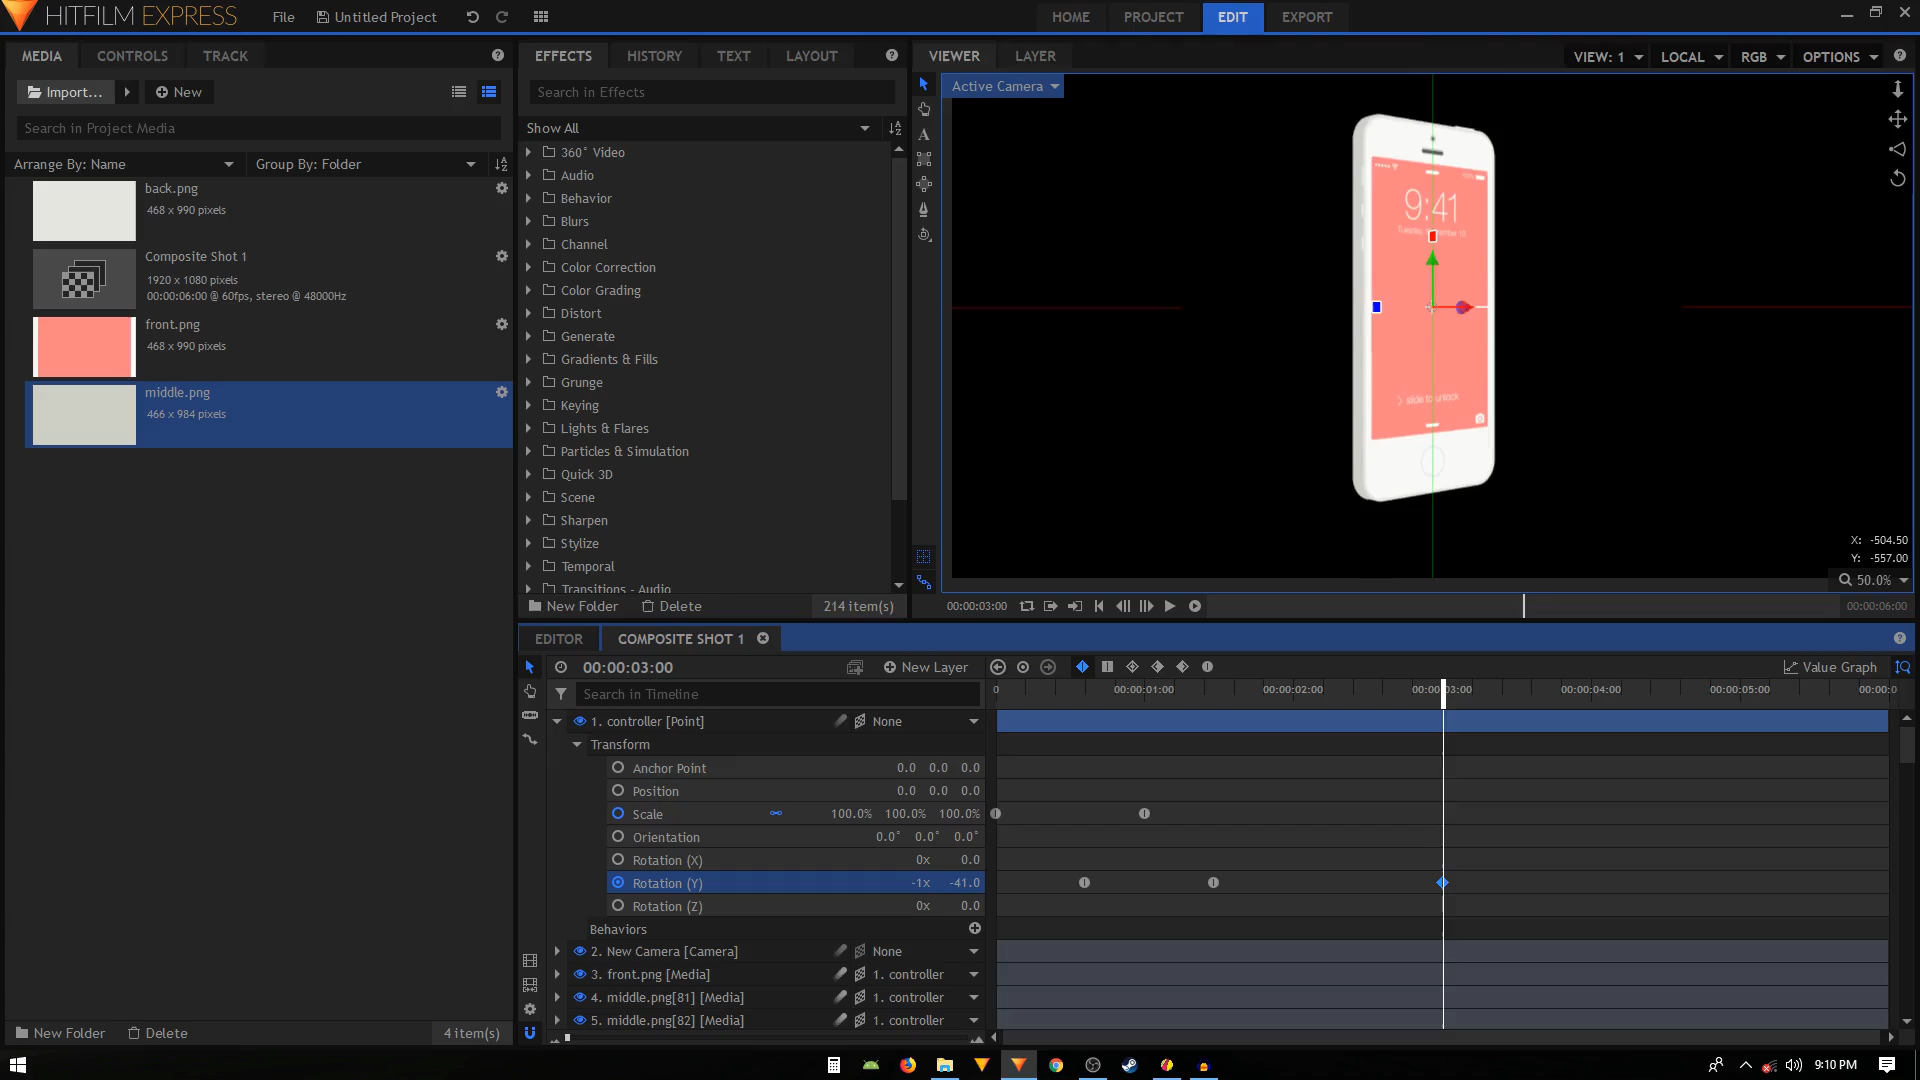 HITFILM EXPRESS
File
Untitled Project
HOME
PROJECT
EDIT
EXPORT
MEDIA
CONTROLS
TRACK
Import...
New
Search in Project Media
Arrange By: Name
Group By: Folder
back.png
468 x 990 pixels
Composite Shot 1
1920 x 1080 pixels
00:00:06:00 @ 60fps, stereo @ 48000Hz
front.png
468 x 990 pixels
middle.png
466 x 984 pixels
New Folder
Delete
4 item(s)
EFFECTS
HISTORY
TEXT
LAYOUT
Search in Effects
Show All
360° Video
Audio
Behavior
Blurs
Channel
Color Correction
Color Grading
Distort
Generate
Gradients & Fills
Grunge
Keying
Lights & Flares
Particles & Simulation
Quick 3D
Scene
Sharpen
Stylize
Temporal
Transitions - Audio
New Folder
Delete
214 item(s)
VIEWER
LAYER
VIEW: 1
LOCAL
RGB
OPTIONS
Active Camera
9:41
slide to unlock
X: -504.50
Y: -557.00
50.0%
00:00:03:00
00:00:06:00
EDITOR
COMPOSITE SHOT 1
00:00:03:00
New Layer
Value Graph
Search in Timeline
0
00:00:01:00
00:00:02:00
00:00:03:00
00:00:04:00
00:00:05:00
00:00:0
1. controller [Point]
None
Transform
Anchor Point
0.0 0.0 0.0
Position
0.0 0.0 0.0
Scale
100.0% 100.0% 100.0%
Orientation
0.0° 0.0° 0.0°
Rotation (X)
0x 0.0
Rotation (Y)
-1x -41.0
Rotation (Z)
0x 0.0
Behaviors
2. New Camera [Camera]
None
3. front.png [Media]
1. controller
4. middle.png[81] [Media]
1. controller
5. middle.png[82] [Media]
1. controller
9:10 PM